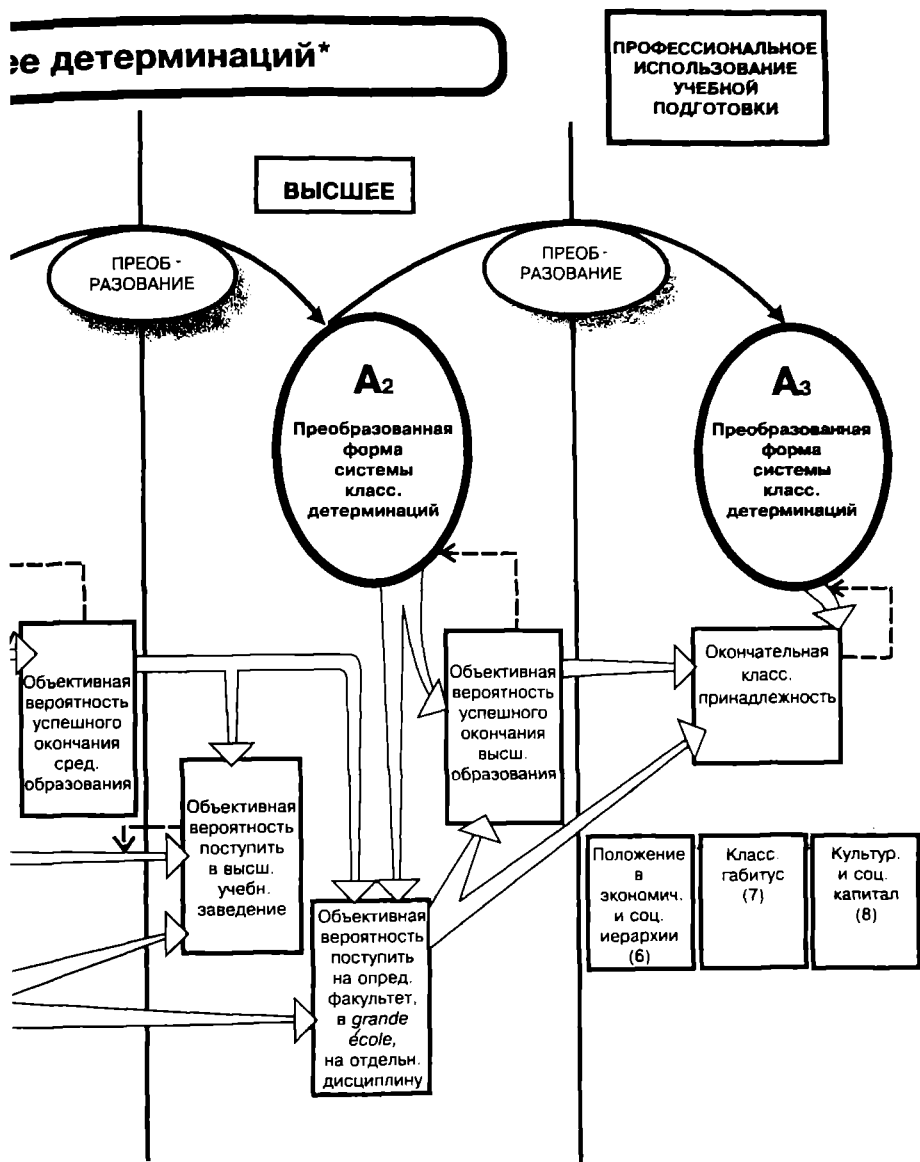 ее детерминаций*
ПРОФЕССИОНАЛЬНОЕ
ИСПОЛЬЗОВАНИЕ
УЧЕБНОЙ
ПОДГОТОВКИ
ВЫСШЕЕ
ПРЕОБ -
РАЗОВАНИЕ
ПРЕОБ -
РАЗОВАНИЕ
A2
Преобразованная
форма
системы
класс.
детерминаций
A3
Преобразованная
форма
системы
класс.
детерминаций
Объективная
вероятность
успешного
окончания
сред.
образования
Объективная
вероятность
поступить
в высш.
учебн.
заведение
Объективная
вероятность
поступить
на опред.
факультет,
в grande
école,
на отдельн.
дисциплину
Объективная
вероятность
успешного
окончания
высш.
образования
Окончательная
класс.
принадлежность
Положение
в
экономич.
и соц.
иерархии
(6)
Класс.
габитус
(7)
Культур.
и соц.
капитал
(8)